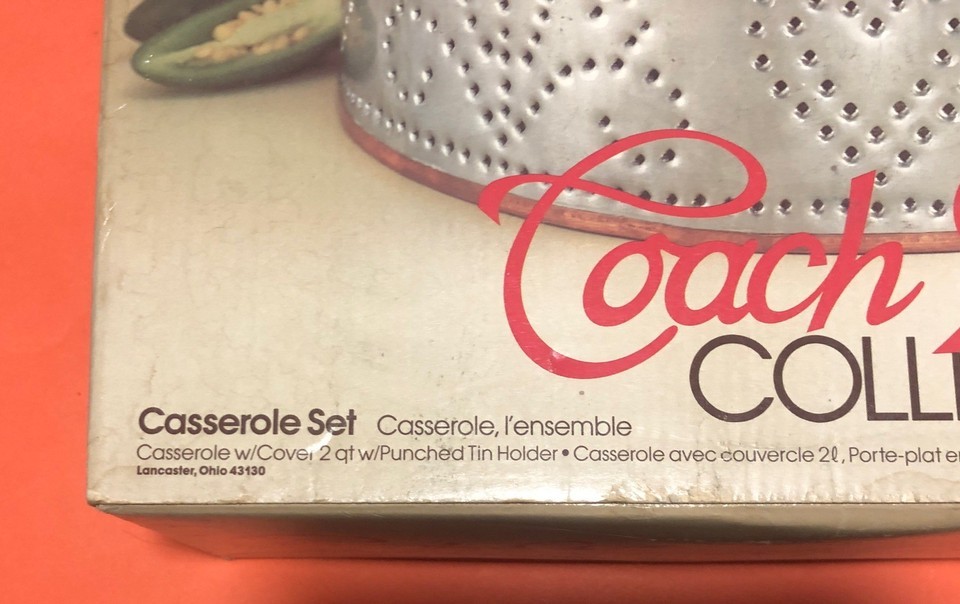 Coach
COLL
Casserole Set Casserole, l'ensemble
Casserole w/Cover 2 qt w/Punched Tin Holder • Casserole avec couvercle 2ℓ, Porte-plat
Lancaster, Ohio 43130